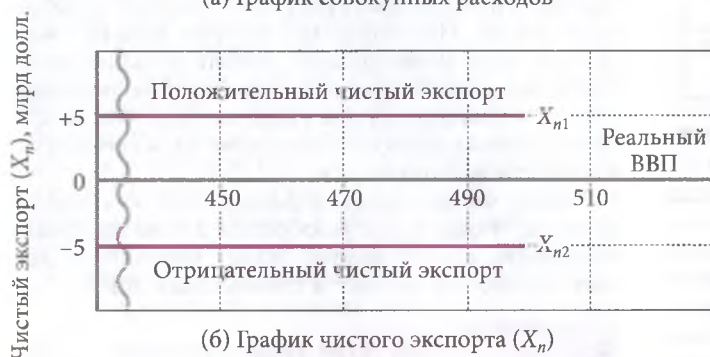 (а) График совокупных расходов
Чистый экспорт (Xn), млрд долл.
Положительный чистый экспорт
+5
Xn1
Реальный
ВВП
0
450 470 490 510
−5
Xn2
Отрицательный чистый экспорт
(б) График чистого экспорта (Xn)